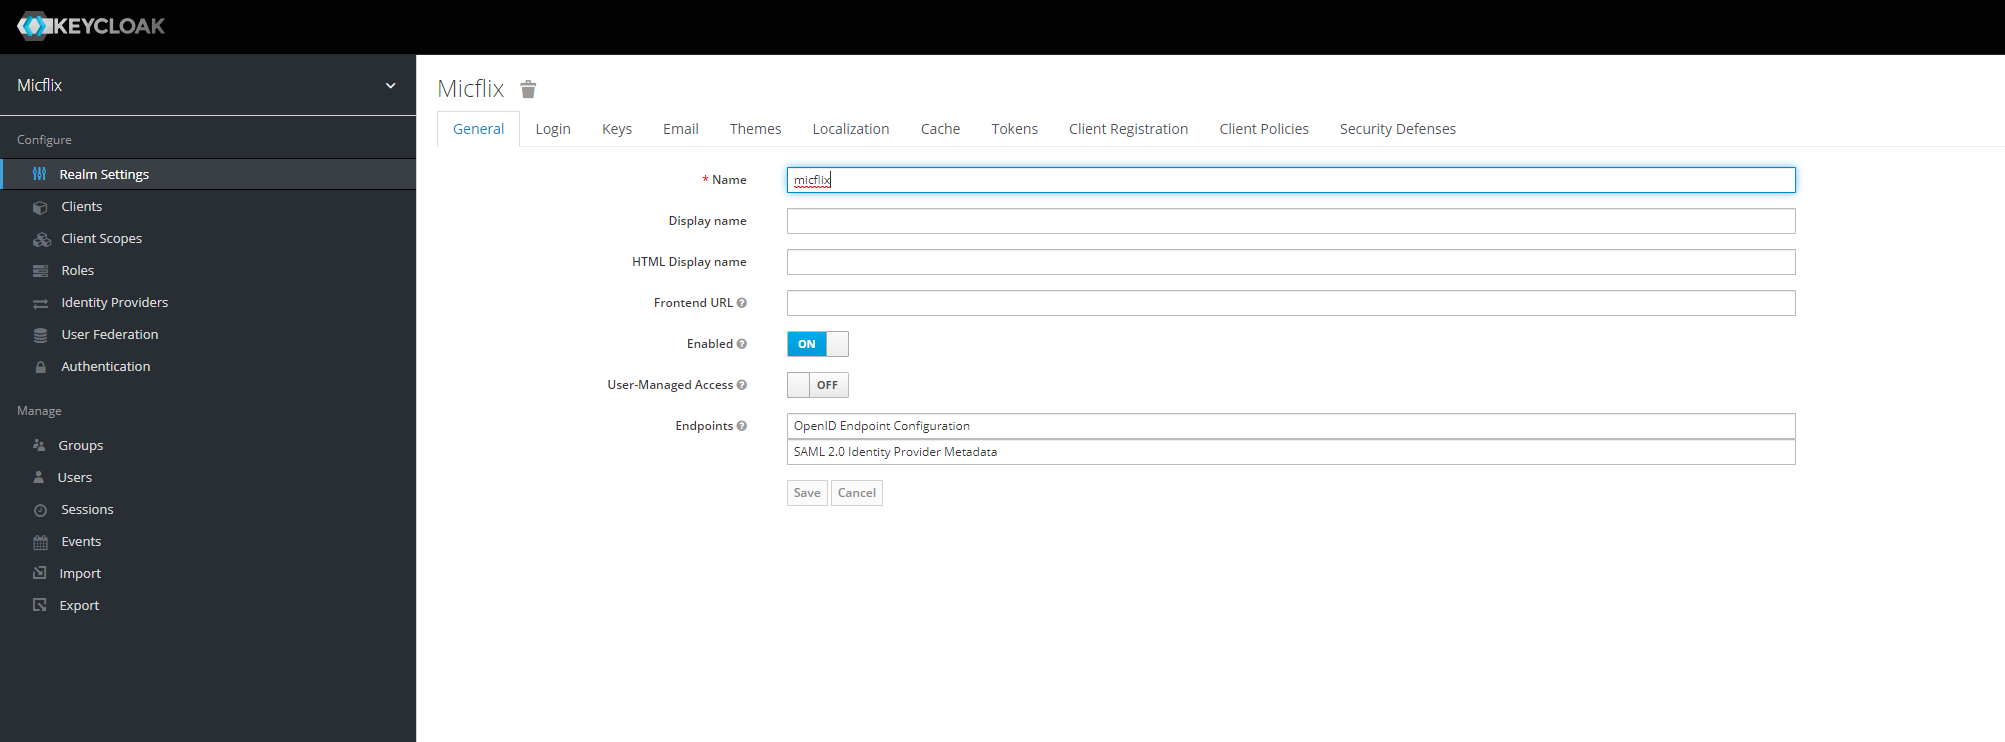 KEYCLOAK
Micflix
Configure
Realm Settings
Clients
Client Scopes
Roles
Identity Providers
User Federation
Authentication
Manage
Groups
Users
Sessions
Events
Import
Export
Micflix
General Login Keys Email Themes Localization Cache Tokens Client Registration Client Policies Security Defenses
* Name micflix
Display name
HTML Display name
Frontend URL
Enabled ON
User-Managed Access OFF
Endpoints OpenID Endpoint Configuration
SAML 2.0 Identity Provider Metadata
Save Cancel